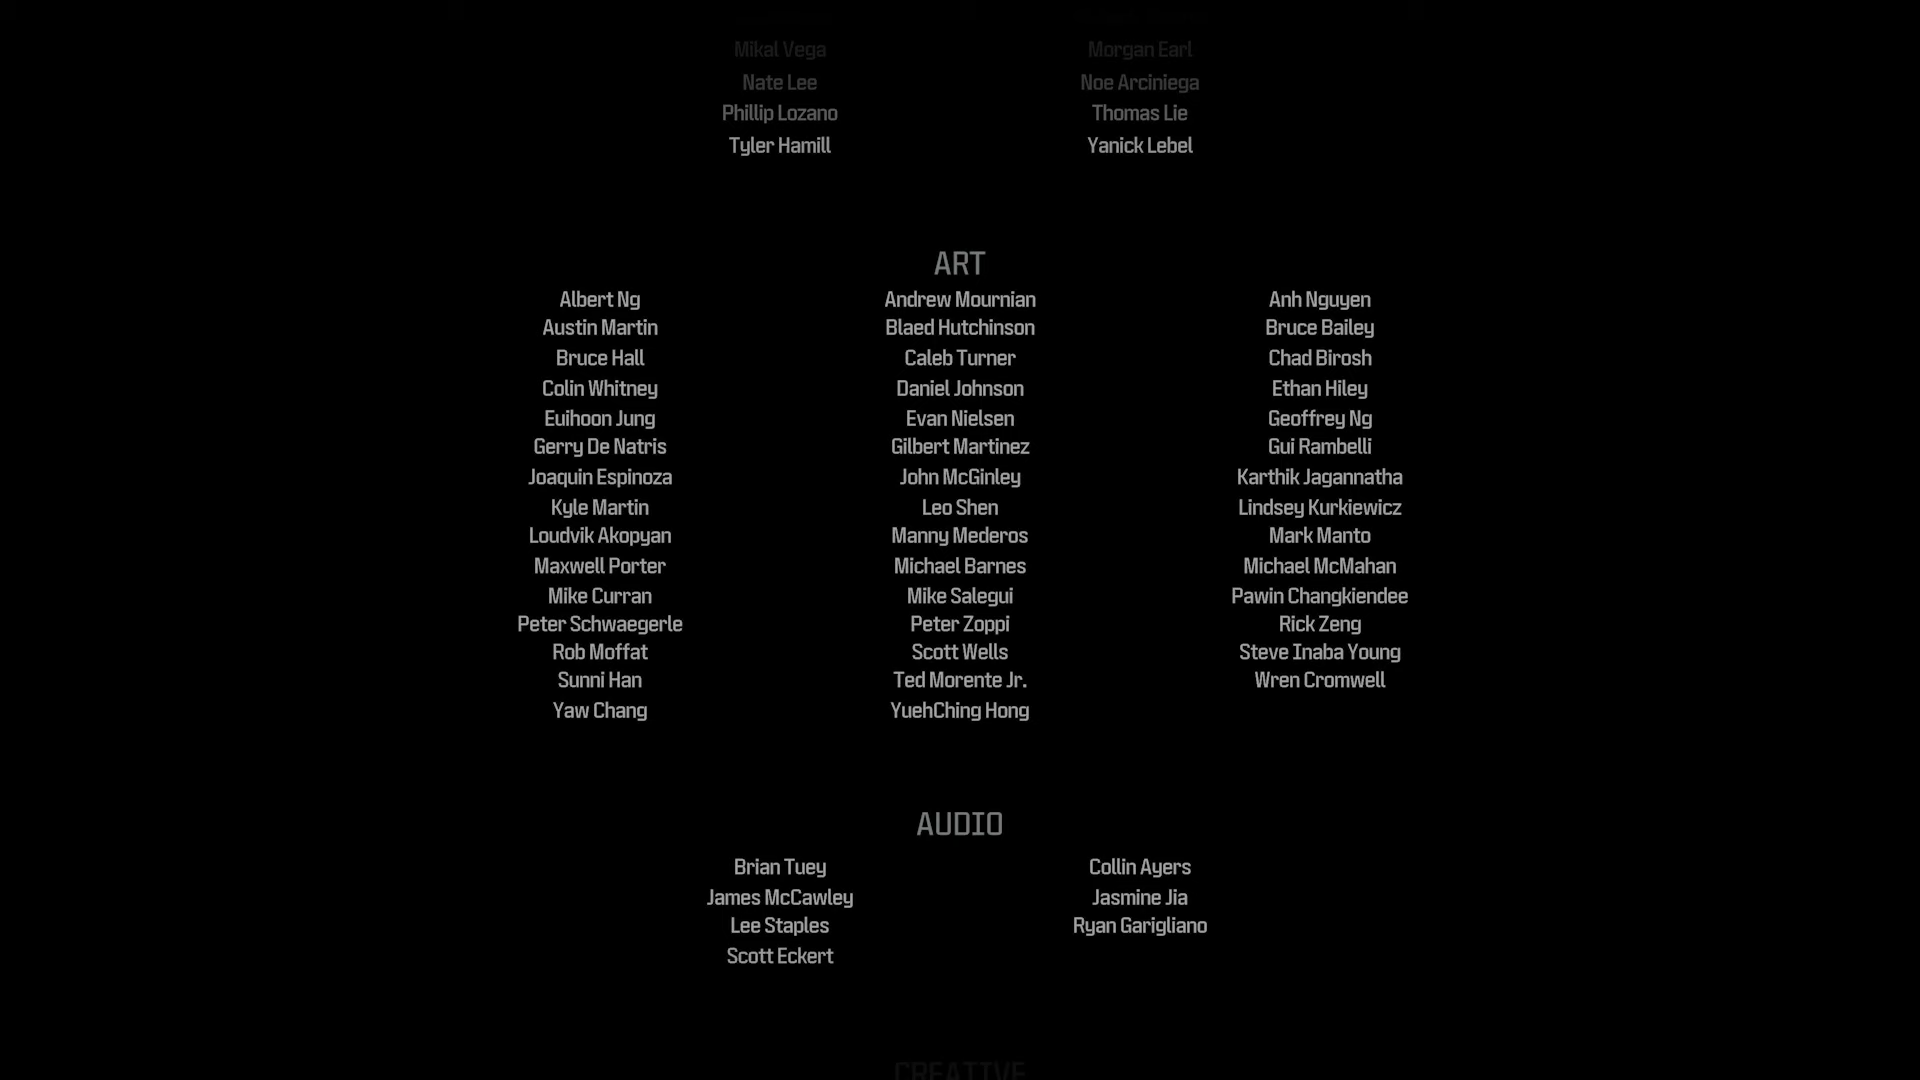 Mikal Vega Morgan Earl
Nate Lee Noe Arciniega
Phillip Lozano Thomas Lie
Tyler Hamill Yanick Lebel
ART
Albert Ng Andrew Mournian Anh Nguyen
Austin Martin Blaed Hutchinson Bruce Bailey
Bruce Hall Caleb Turner Chad Birosh
Colin Whitney Daniel Johnson Ethan Hiley
Euihoon Jung Evan Nielsen Geoffrey Ng
Gerry De Natris Gilbert Martinez Gui Rambelli
Joaquin Espinoza John McGinley Karthik Jagannatha
Kyle Martin Leo Shen Lindsey Kurkiewicz
Loudvik Akopyan Manny Mederos Mark Manto
Maxwell Porter Michael Barnes Michael McMahan
Mike Curran Mike Salegui Pawin Changkiendee
Peter Schwaegerle Peter Zoppi Rick Zeng
Rob Moffat Scott Wells Steve Inaba Young
Sunni Han Ted Morente Jr. Wren Cromwell
Yaw Chang YuehChing Hong
AUDIO
Brian Tuey Collin Ayers
James McCawley Jasmine Jia
Lee Staples Ryan Garigliano
Scott Eckert
CREATIVE